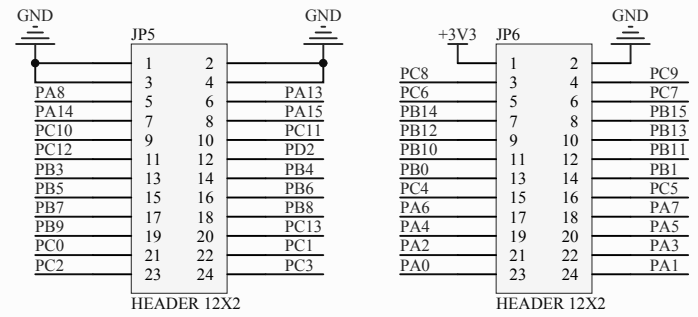 GND GND GND
JP5 +3V3 JP6
1 2 1 2
3 4 PC8 3 4 PC9
PA8 5 6 PA13 PC6 5 6 PC7
PA14 7 8 PA15 PB14 7 8 PB15
PC10 9 10 PC11 PB12 9 10 PB13
PC12 11 12 PD2 PB10 11 12 PB11
PB3 13 14 PB4 PB0 13 14 PB1
PB5 15 16 PB6 PC4 15 16 PC5
PB7 17 18 PB8 PA6 17 18 PA7
PB9 19 20 PC13 PA4 19 20 PA5
PC0 21 22 PC1 PA2 21 22 PA3
PC2 23 24 PC3 PA0 23 24 PA1
HEADER 12X2 HEADER 12X2